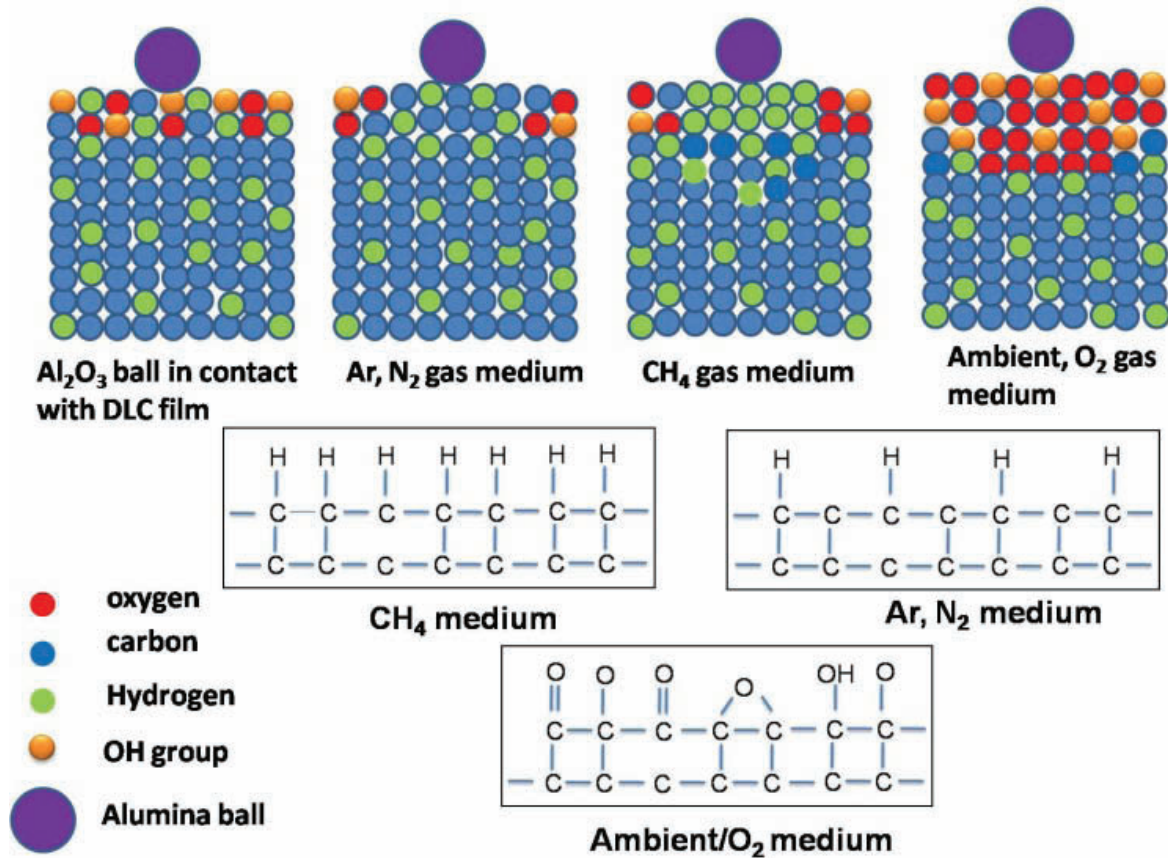 Al₂O₃ ball in contact
with DLC film
Ar, N₂ gas medium
CH₄ gas medium
Ambient, O₂ gas
medium
H H H H H H H
C C C C C C C
C C C C C C C
CH₄ medium
H H H H
C C C C C C C
C C C C C C C
Ar, N₂ medium
oxygen
carbon
Hydrogen
OH group
Alumina ball
O O O O OH O
C C C C C C C
C C C C C C C
Ambient/O₂ medium